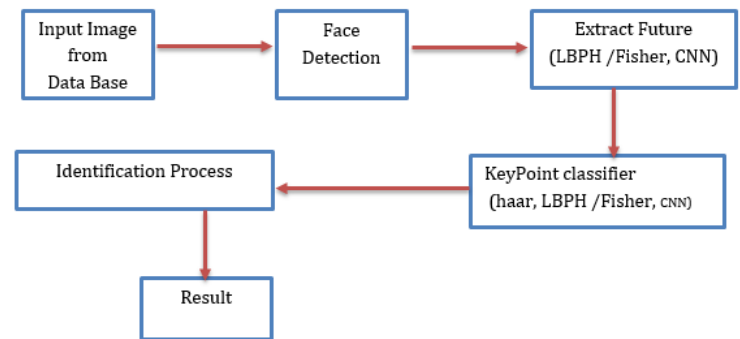 Input Image
from
Data Base
Face
Detection
Extract Future
(LBPH /Fisher, CNN)
KeyPoint classifier
(haar, LBPH /Fisher, CNN)
Identification Process
Result